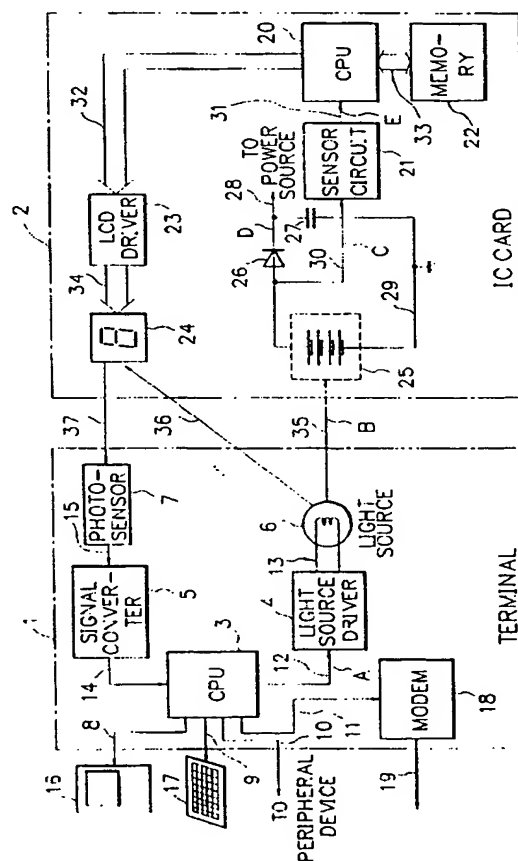 1
2
37
34
32
PHOTO-
SENSOR
7
24
LCD
DRIVER
23
15
SIGNAL
CONVER-
TER
5
14
36
20
CPU
31
E
33
MEMO-
RY
22
16
8
3
CPU
17
9
10
11
TO
PERIPHERAL
DEVICE
12
A
4
LIGHT
SOURCE
DRIVER
13
6
LIGHT
SOURCE
35
B
25
26
D
28
TO
POWER
SOURCE
27
SENSOR
CIRCUIT
21
30
C
29
MODEM
18
19
TERMINAL
IC CARD